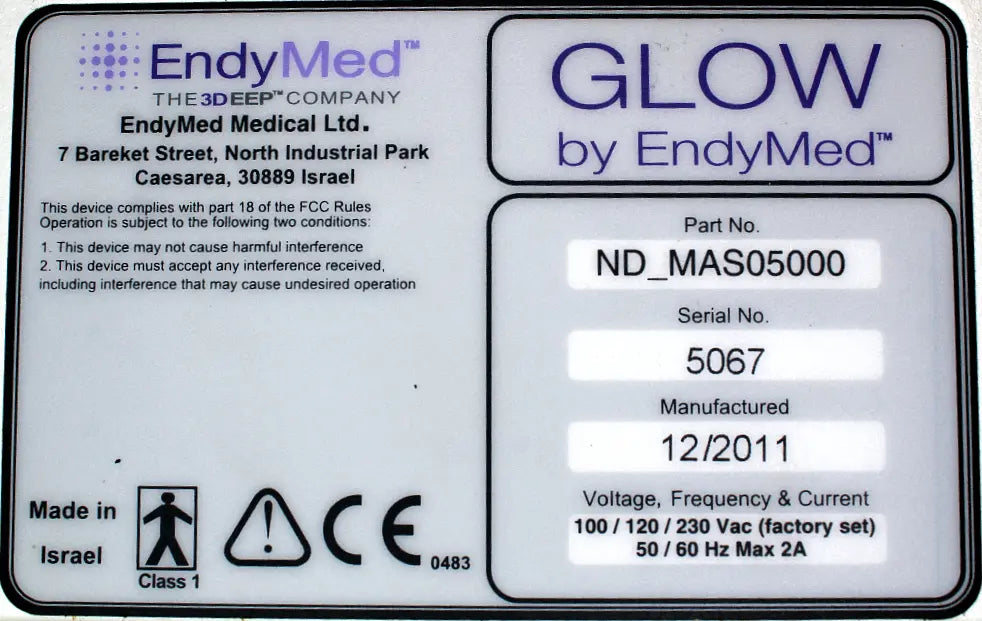 EndyMed™
THE 3DEEP™ COMPANY
EndyMed Medical Ltd.
7 Bareket Street, North Industrial Park
Caesarea, 30889 Israel
This device complies with part 18 of the FCC Rules
Operation is subject to the following two conditions:
1. This device may not cause harmful interference
2. This device must accept any interference received,
including interference that may cause undesired operation
Made in
Israel
Class 1
!
CE 0483
GLOW
by EndyMed™
Part No.
ND_MAS05000
Serial No.
5067
Manufactured
12/2011
Voltage, Frequency & Current
100 / 120 / 230 Vac (factory set)
50 / 60 Hz Max 2A